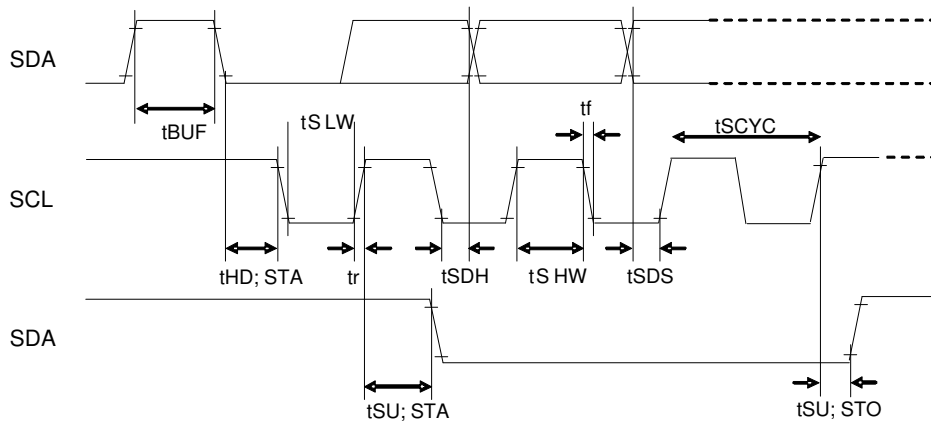 SDA
tBUF
tS LW
tf
tSCYC
SCL
tHD; STA
tr
tSDH
tS HW
tSDS
SDA
tSU; STA
tSU; STO